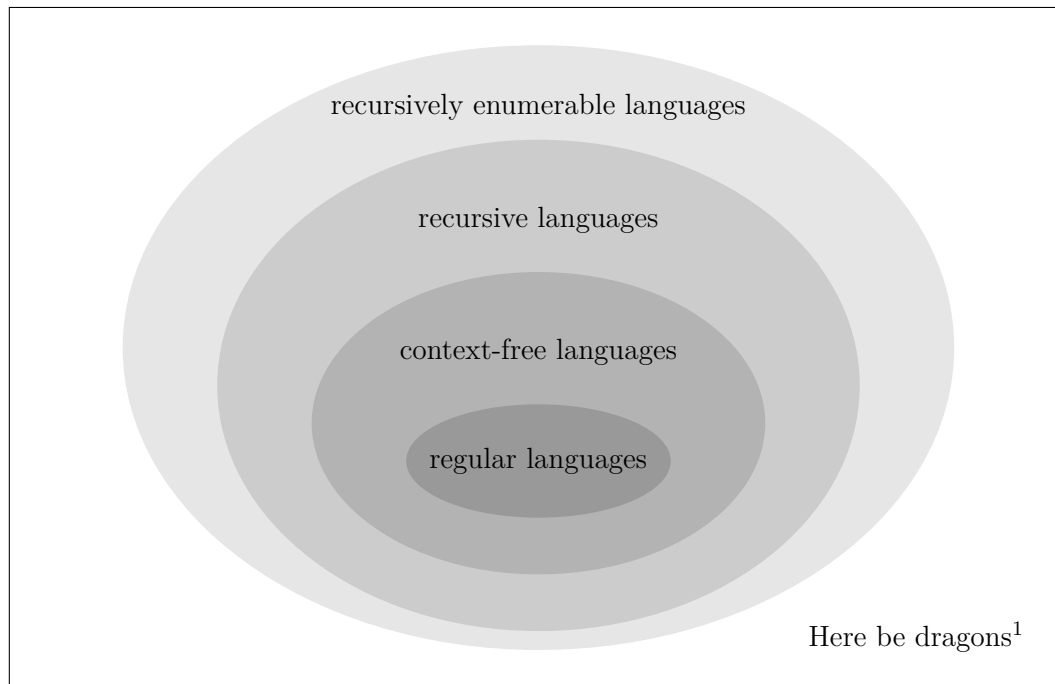 recursively enumerable languages
recursive languages
context-free languages
regular languages
Here be dragons¹